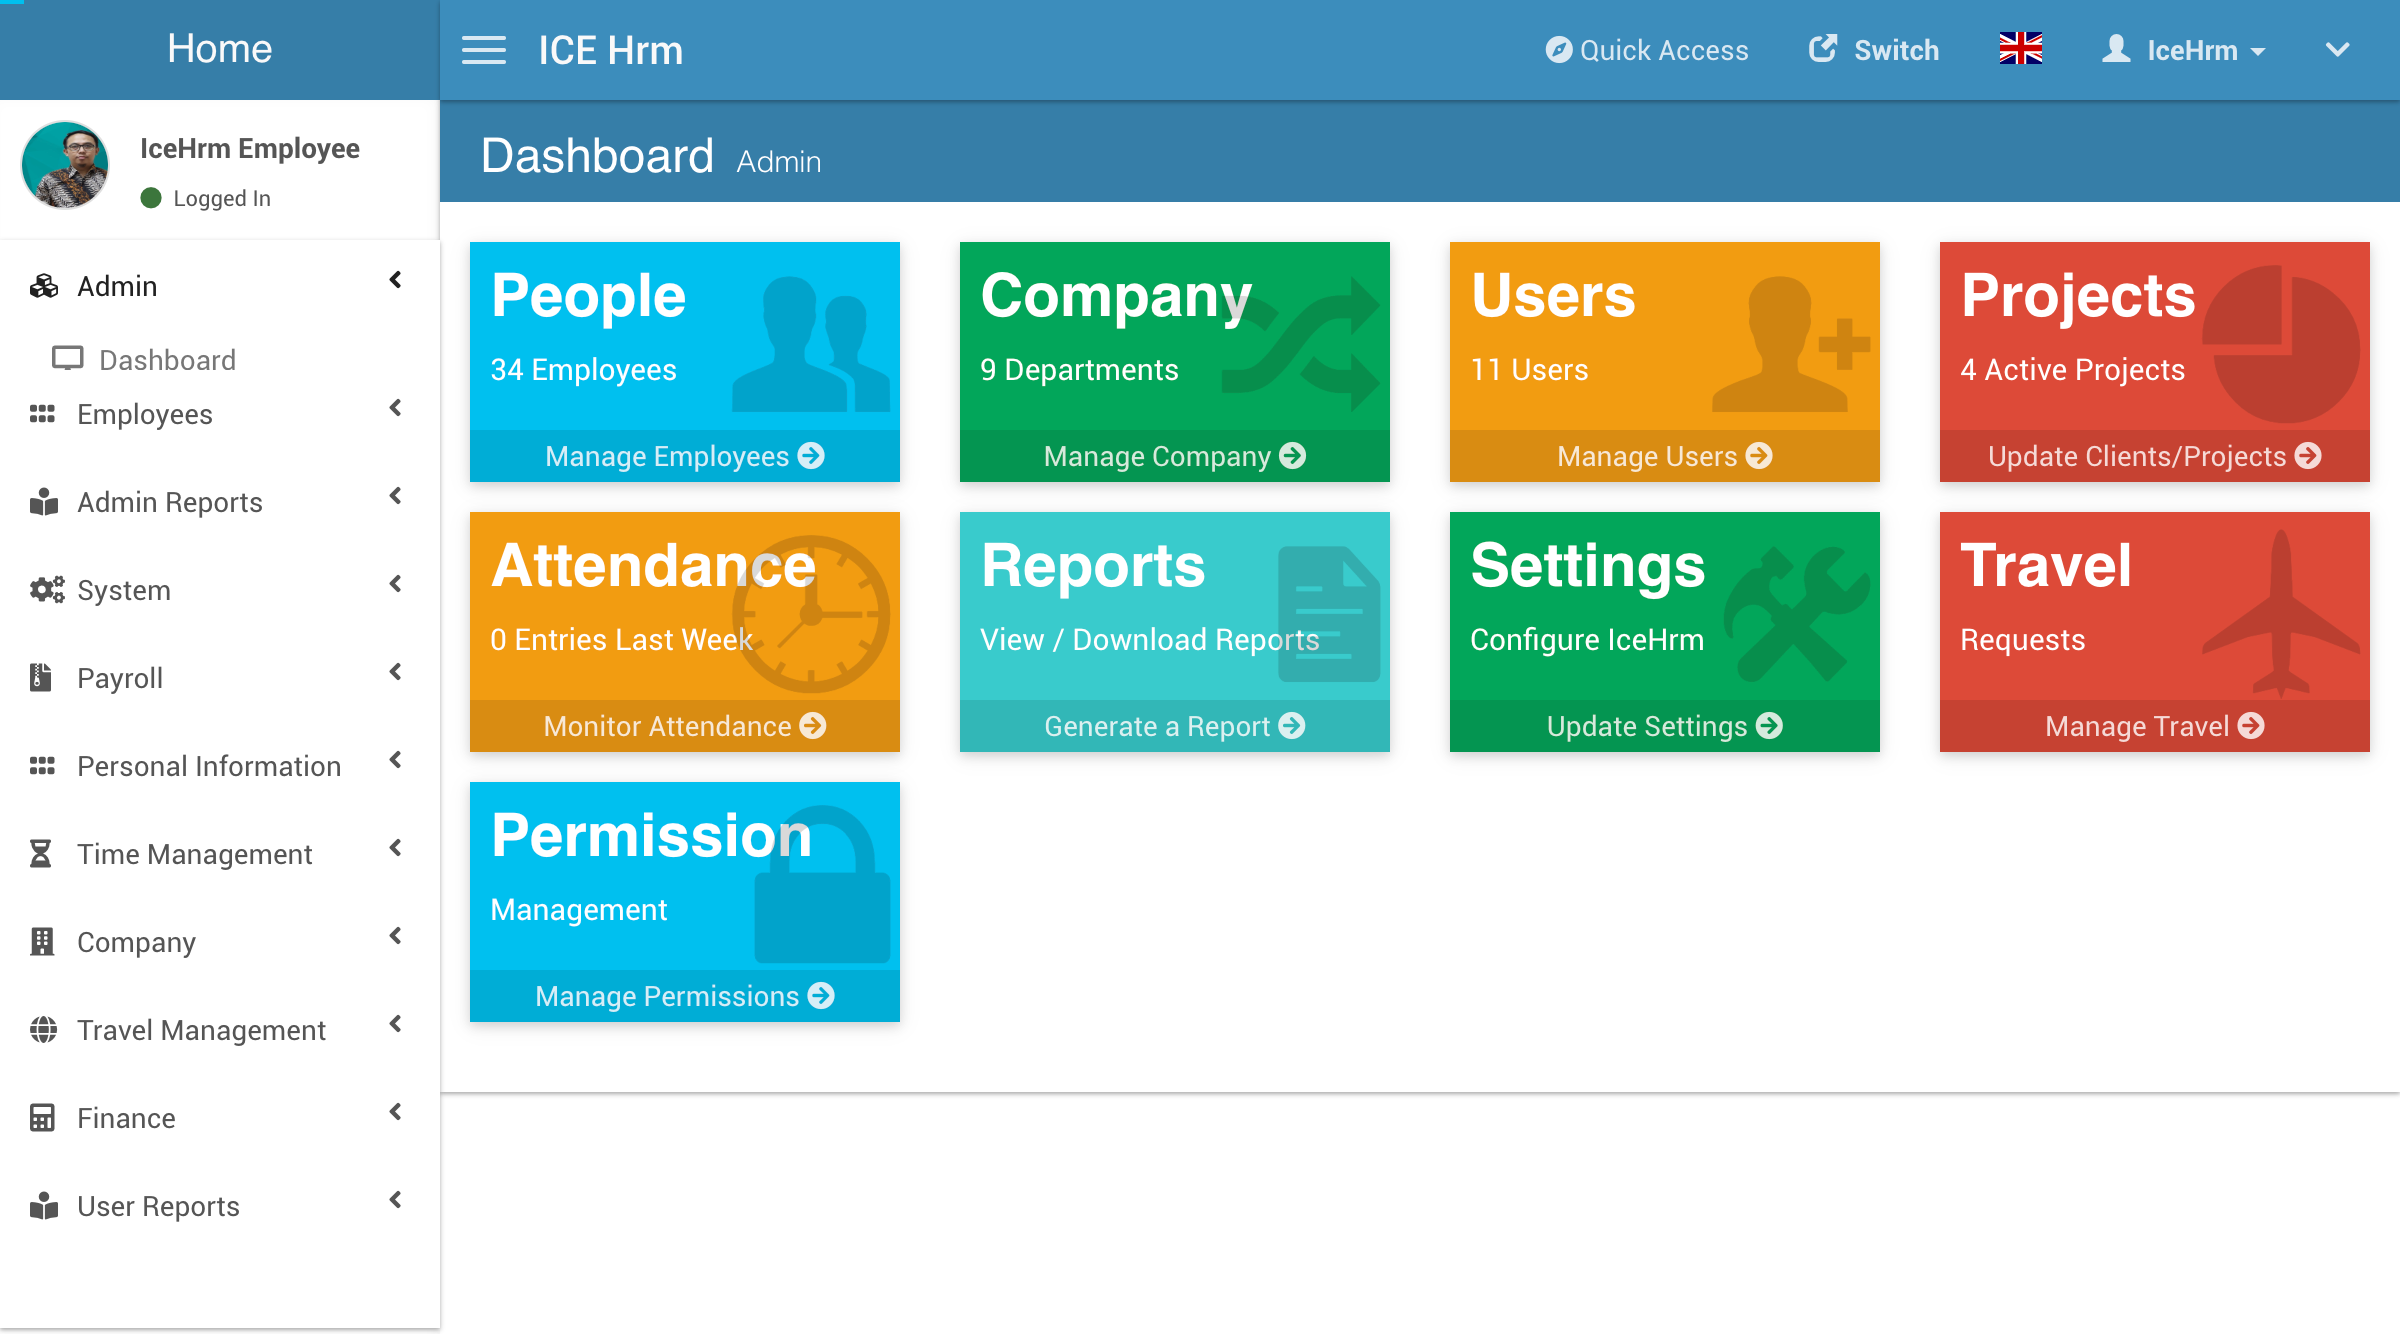 Home
ICE Hrm
Quick Access
Switch
IceHrm
IceHrm Employee
Logged In
Dashboard Admin
Admin
Dashboard
Employees
Admin Reports
System
Payroll
Personal Information
Time Management
Company
Travel Management
Finance
User Reports
People
34 Employees
Manage Employees
Company
9 Departments
Manage Company
Users
11 Users
Manage Users
Projects
4 Active Projects
Update Clients/Projects
Attendance
0 Entries Last Week
Monitor Attendance
Reports
View / Download Reports
Generate a Report
Settings
Configure IceHrm
Update Settings
Travel
Requests
Manage Travel
Permission
Management
Manage Permissions